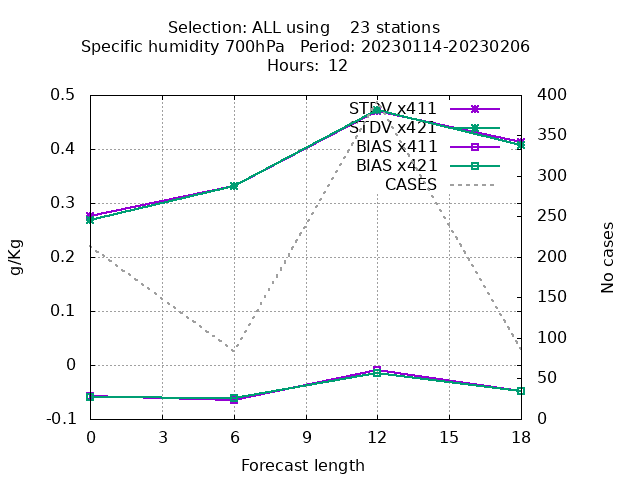 Selection: ALL using 23 stations
Specific humidity 700hPa Period: 20230114-20230206
Hours: 12
STDV x411
STDV x421
BIAS x411
BIAS x421
CASES
0.5
0.4
0.3
0.2
0.1
0
-0.1
g/Kg
400
350
300
250
200
150
100
50
0
No cases
0 3 6 9 12 15 18
Forecast length